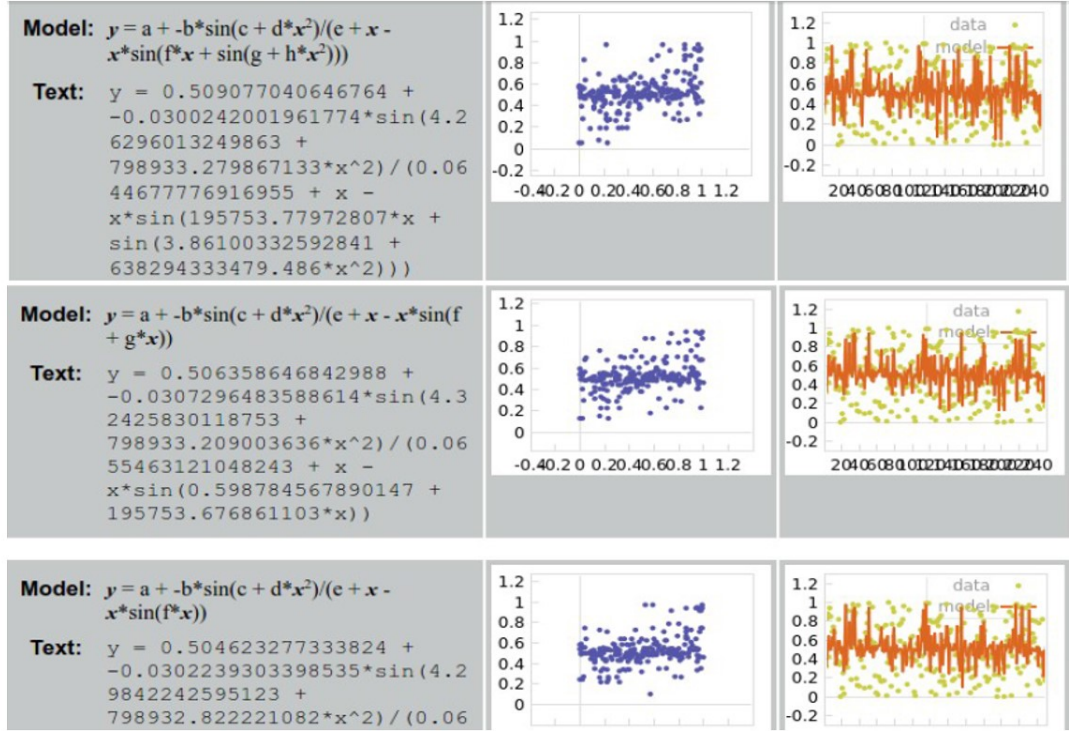 Model: y = a + -b*sin(c + d*x²)/(e + x -
x*sin(f*x + sin(g + h*x²)))
Text: y = 0.509077040646764 +
-0.0300242001961774*sin(4.2
6296013249863 +
798933.279867133*x^2)/(0.06
44677776916955 + x -
x*sin(195753.77972807*x +
sin(3.86100332592841 +
638294333479.486*x^2)))
1.2
1
0.8
0.6
0.4
0.2
0
-0.2
-0.4 0.2 0 0.20.40.60.8 1 1.2
1.2
1
0.8
0.6
0.4
0.2
0
-0.2
data
model
Model: y = a + -b*sin(c + d*x²)/(e + x - x*sin(f
+ g*x))
Text: y = 0.506358646842988 +
-0.0307296483588614*sin(4.3
2425830118753 +
798933.209003636*x^2)/(0.06
55463121048243 + x -
x*sin(0.598784567890147 +
195753.676861103*x))
1.2
1
0.8
0.6
0.4
0.2
0
-0.4 0.2 0 0.20.40.60.8 1 1.2
1.2
1
0.8
0.6
0.4
0.2
0
-0.2
data
model
Model: y = a + -b*sin(c + d*x²)/(e + x -
x*sin(f*x))
Text: y = 0.504623277333824 +
-0.0302239303398535*sin(4.2
9842242595123 +
798932.822221082*x^2)/(0.06
1.2
1
0.8
0.6
0.4
0.2
0
1.2
1
0.8
0.6
0.4
0.2
0
-0.2
data
model